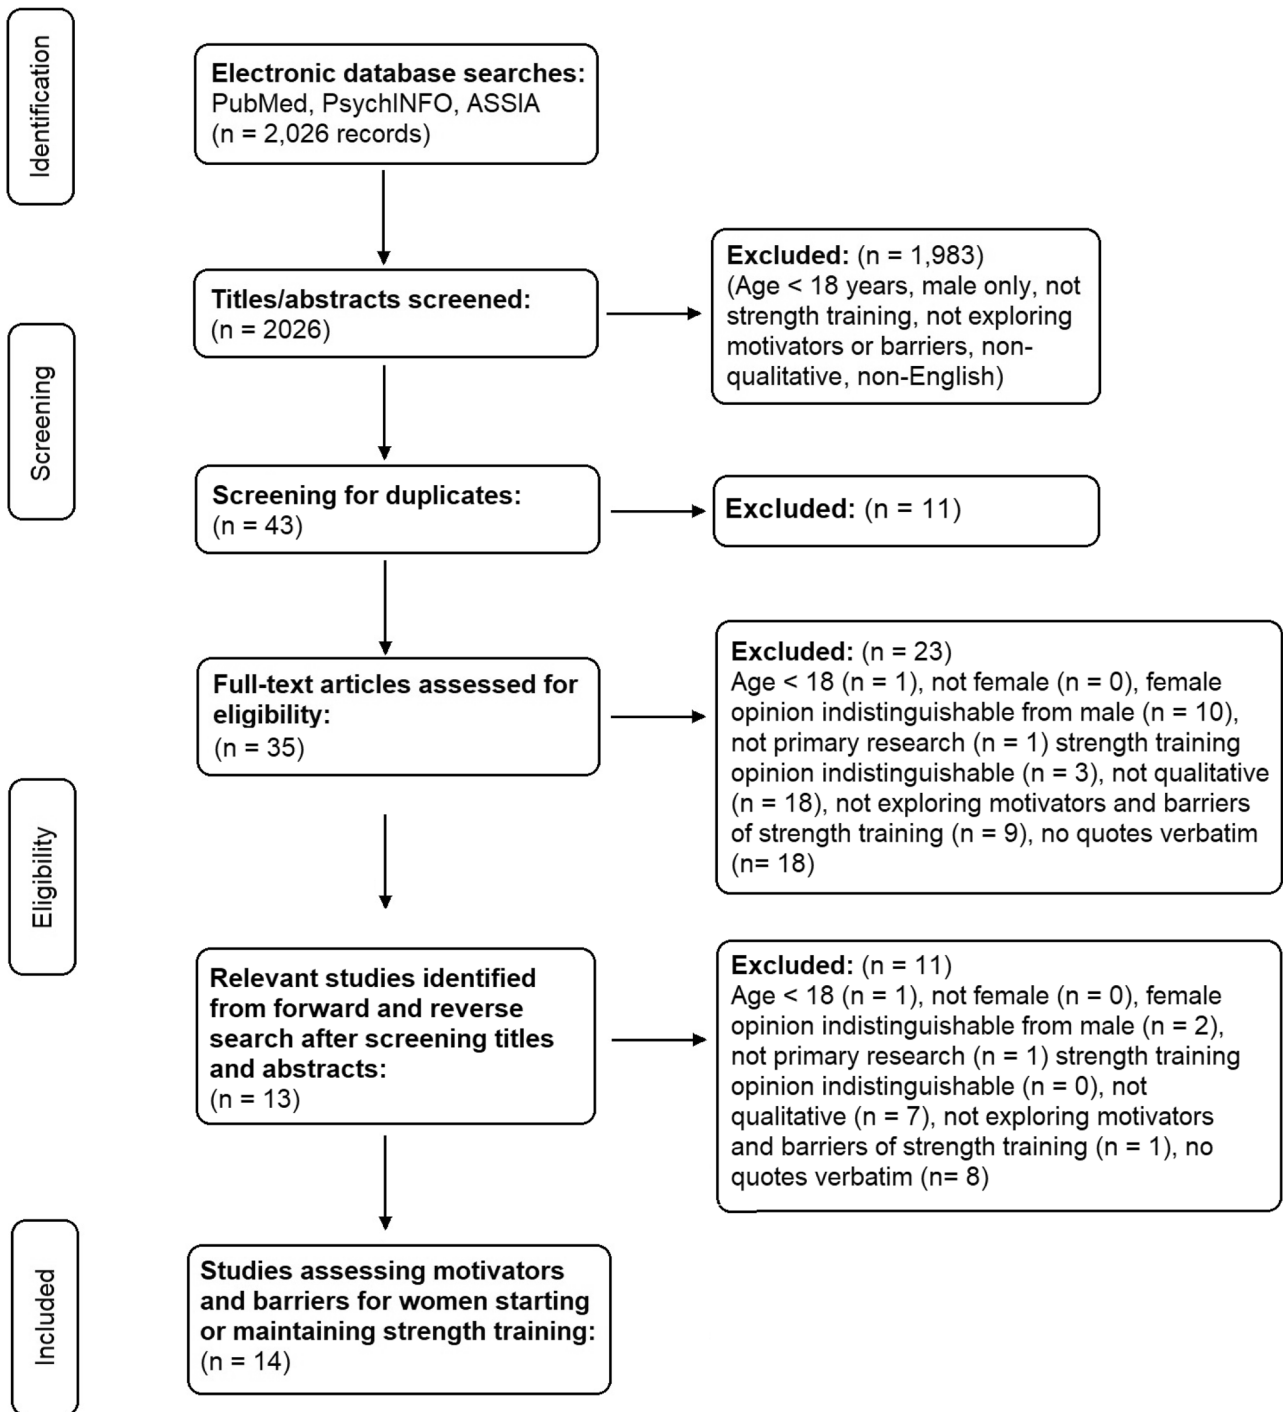 Identification
Electronic database searches:
PubMed, PsychINFO, ASSIA
(n = 2,026 records)
Screening
Titles/abstracts screened:
(n = 2026)
Excluded: (n = 1,983)
(Age < 18 years, male only, not
strength training, not exploring
motivators or barriers, non-
qualitative, non-English)
Screening for duplicates:
(n = 43)
Excluded: (n = 11)
Eligibility
Full-text articles assessed for
eligibility:
(n = 35)
Excluded: (n = 23)
Age < 18 (n = 1), not female (n = 0), female
opinion indistinguishable from male (n = 10),
not primary research (n = 1) strength training
opinion indistinguishable (n = 3), not qualitative
(n = 18), not exploring motivators and barriers
of strength training (n = 9), no quotes verbatim
(n= 18)
Relevant studies identified
from forward and reverse
search after screening titles
and abstracts:
(n = 13)
Excluded: (n = 11)
Age < 18 (n = 1), not female (n = 0), female
opinion indistinguishable from male (n = 2),
not primary research (n = 1) strength training
opinion indistinguishable (n = 0), not
qualitative (n = 7), not exploring motivators
and barriers of strength training (n = 1), no
quotes verbatim (n= 8)
Included
Studies assessing motivators
and barriers for women starting
or maintaining strength training:
(n = 14)